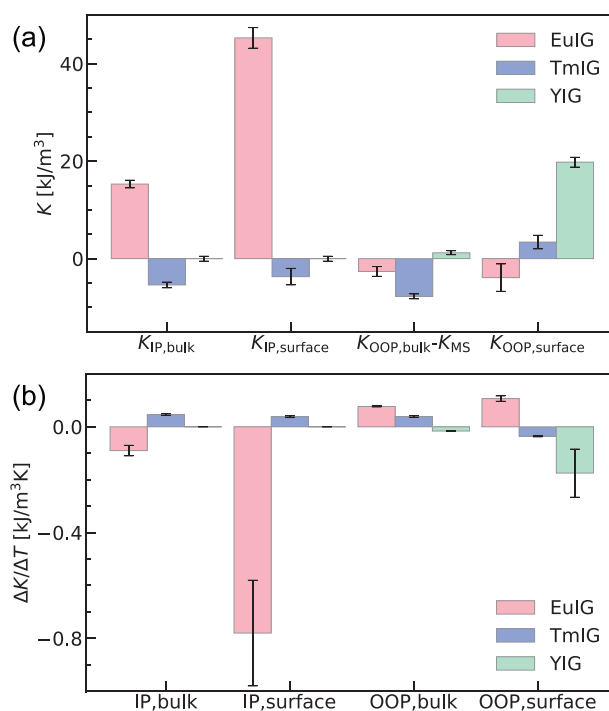 (a)
EuIG
TmIG
YIG
K [kJ/m³]
40
20
0
K_IP,bulk K_IP,surface K_OOP,bulk-K_MS K_OOP,surface
(b)
0.0
−0.4
−0.8
ΔK/ΔT [kJ/m³K]
EuIG
TmIG
YIG
IP,bulk IP,surface OOP,bulk OOP,surface